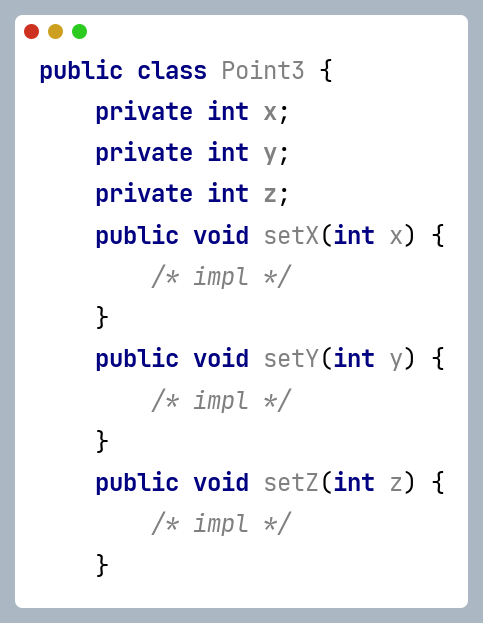 public class Point3 {
    private int x;
    private int y;
    private int z;
    public void setX(int x) {
        /* impl */
    }
    public void setY(int y) {
        /* impl */
    }
    public void setZ(int z) {
        /* impl */
    }